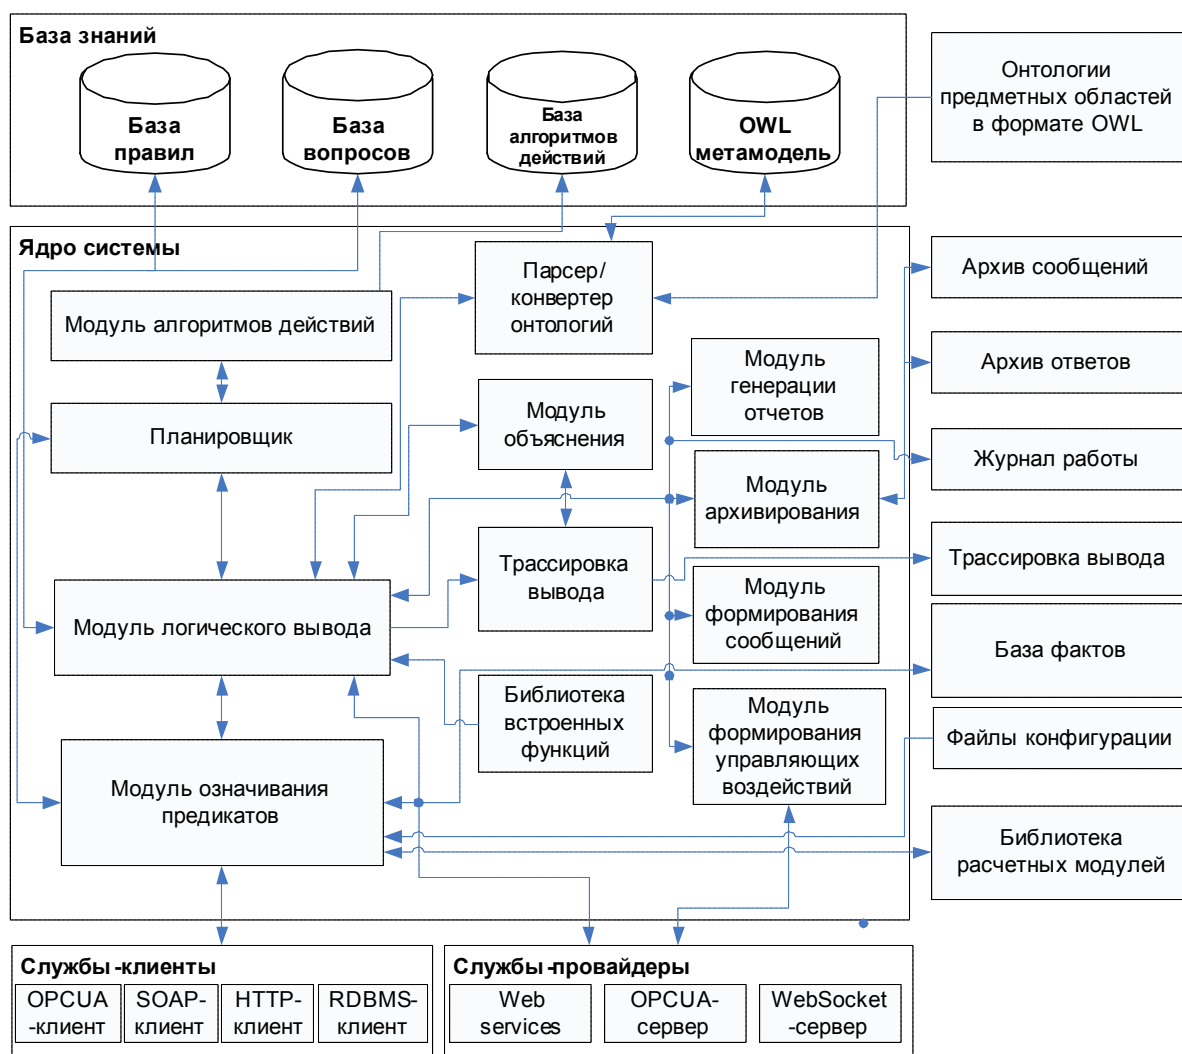 База знаний
База
правил
База
вопросов
База
алгоритмов
действий
OWL
метамодель
Онтологии
предметных областей
в формате OWL
Ядро системы
Модуль алгоритмов действий
Парсер/
конвертер
онтологий
Архив сообщений
Модуль
генерации
отчетов
Архив ответов
Планировщик
Модуль
объяснения
Журнал работы
Модуль
архивирования
Трассировка
вывода
Трассировка вывода
Модуль логического вывода
Модуль
формирования
сообщений
База фактов
Библиотека
встроенных
функций
Модуль
формирования
управляющих
воздействий
Файлы конфигурации
Модуль означивания
предикатов
Библиотека
расчетных модулей
Службы-клиенты
OPCUA
-клиент
SOAP-
клиент
HTTP-
клиент
RDBMS-
клиент
Службы-провайдеры
Web
services
OPCUA-
сервер
WebSocket
-сервер